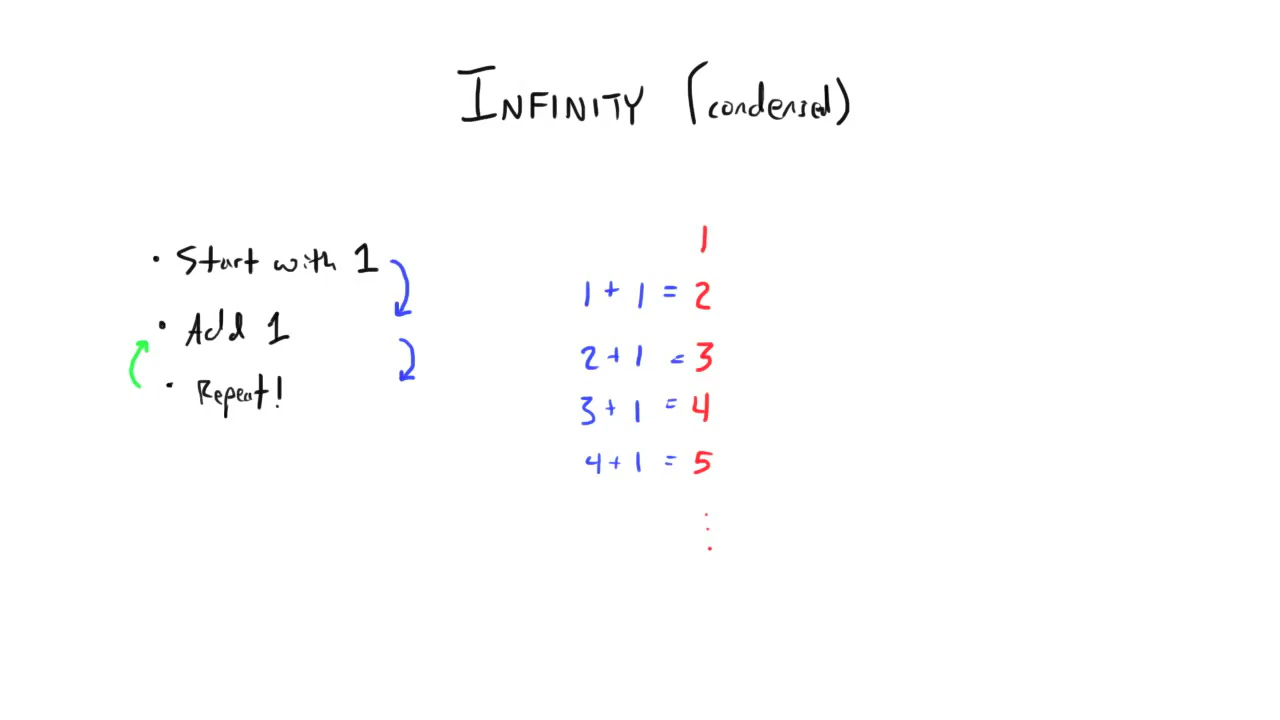 INFINITY (condensed)
• Start with 1
• Add 1
• Repeat!
1
1 + 1 = 2
2 + 1 = 3
3 + 1 = 4
4 + 1 = 5
⋮